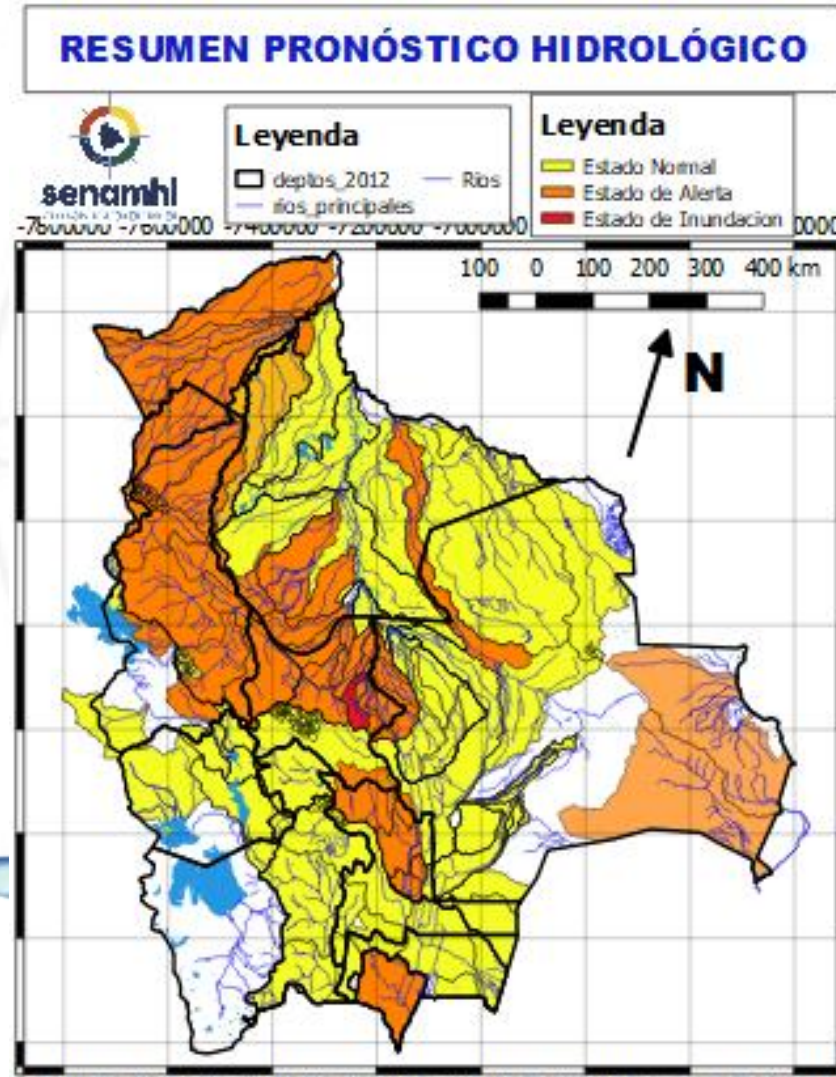 RESUMEN PRONÓSTICO HIDROLÓGICO
senamhi
Leyenda
deptos_2012
Rios
rios_principales
Leyenda
Estado Normal
Estado de Alerta
Estado de Inundacion
-7600000 -7400000 -7200000 -7000000
100 0 100 200 300 400 km
N